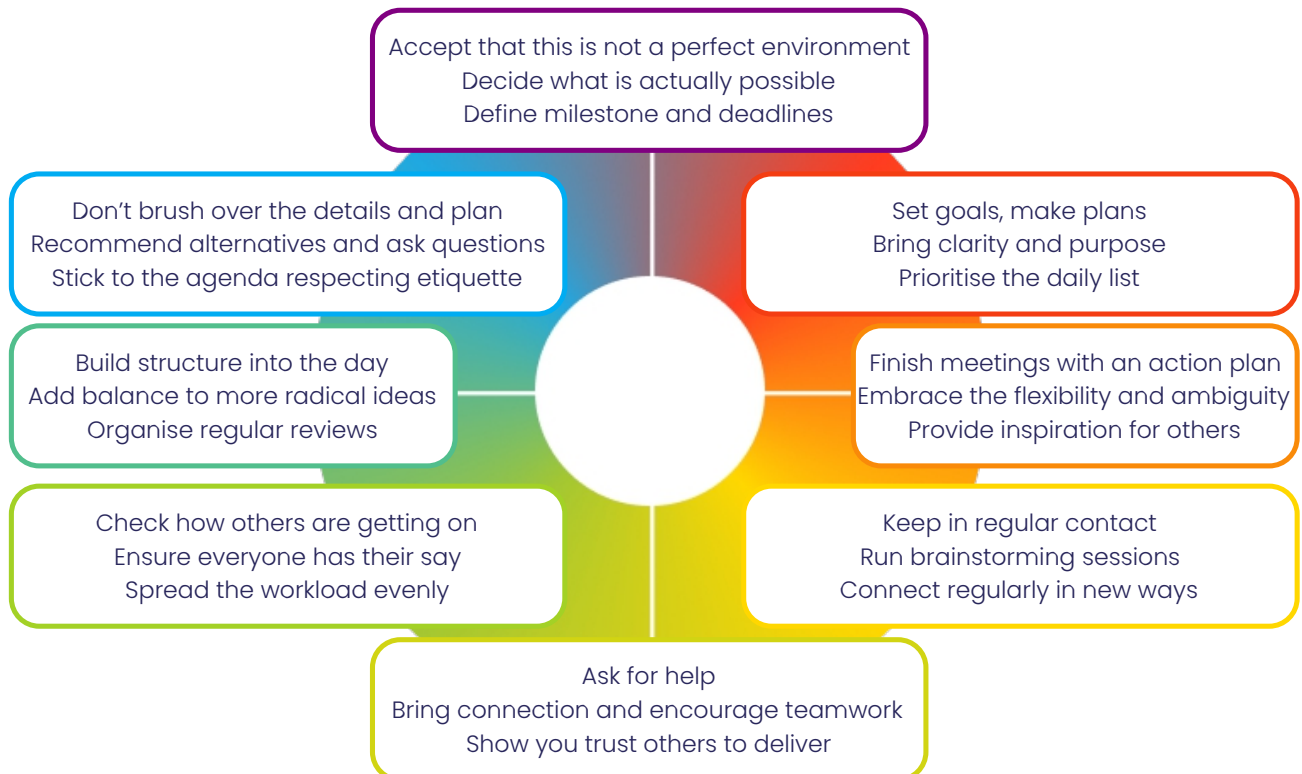 Accept that this is not a perfect environment
Decide what is actually possible
Define milestone and deadlines
Don’t brush over the details and plan
Recommend alternatives and ask questions
Stick to the agenda respecting etiquette
Set goals, make plans
Bring clarity and purpose
Prioritise the daily list
Build structure into the day
Add balance to more radical ideas
Organise regular reviews
Finish meetings with an action plan
Embrace the flexibility and ambiguity
Provide inspiration for others
Check how others are getting on
Ensure everyone has their say
Spread the workload evenly
Keep in regular contact
Run brainstorming sessions
Connect regularly in new ways
Ask for help
Bring connection and encourage teamwork
Show you trust others to deliver